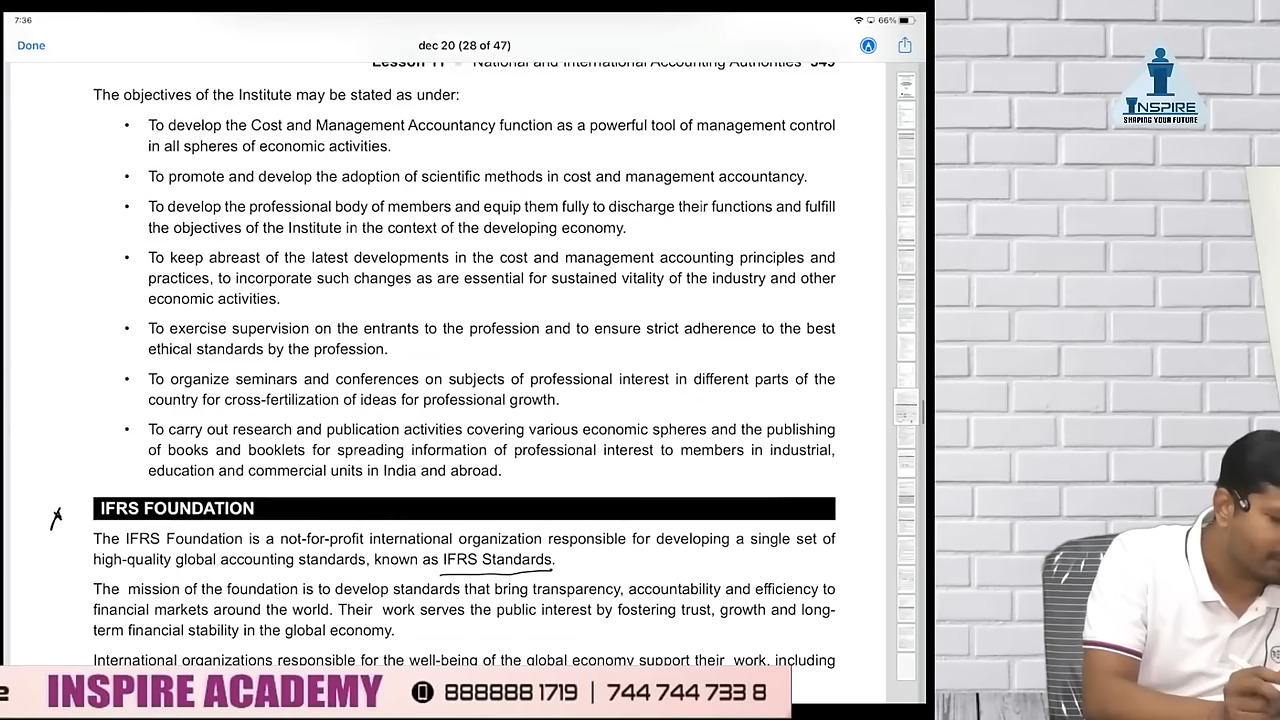 7:36
66%
Done
dec 20 (28 of 47)
Lesson 11 National and International Accounting Authorities 349
The objectives of the Institute may be stated as under:
• To develop the Cost and Management Accountancy function as a powerful tool of management control
in all spheres of economic activities.
• To promote and develop the adoption of scientific methods in cost and management accountancy.
• To develop the professional body of members and equip them fully to discharge their functions and fulfill
the objectives of the Institute in the context of the developing economy.
• To keep abreast of the latest developments in the cost and management accounting principles and
practices, to incorporate such changes as are essential for sustained vitality of the industry and other
economic activities.
• To exercise supervision on the entrants to the profession and to ensure strict adherence to the best
ethical standards by the profession.
• To organize seminars and conferences on subjects of professional interest in different parts of the
country for cross-fertilization of ideas for professional growth.
• To carry out research and publication activities covering various economic spheres and the publishing
of books and booklets for spreading information of professional interest to members in industrial,
education and commercial units in India and abroad.
IFRS FOUNDATION
The IFRS Foundation is a not-for-profit international organization responsible for developing a single set of
high-quality global accounting standards, known as IFRS Standards.
The mission of the foundation is to develop standards that bring transparency, accountability and efficiency to
financial markets around the world. Their work serves the public interest by fostering trust, growth and long-
term financial stability in the global economy.
International organizations responsible for the well-being of the global economy support their work, including
INSPIRE ACADEMY 888888 1719 | 744 744 733 8
INSPIRE
SHAPING YOUR FUTURE